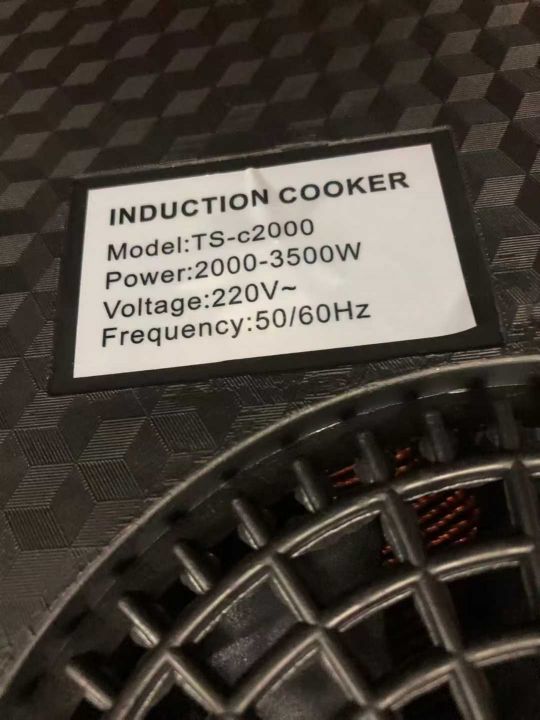 INDUCTION COOKER
Model:TS-c2000
Power:2000-3500W
Voltage:220V~
Frequency:50/60Hz